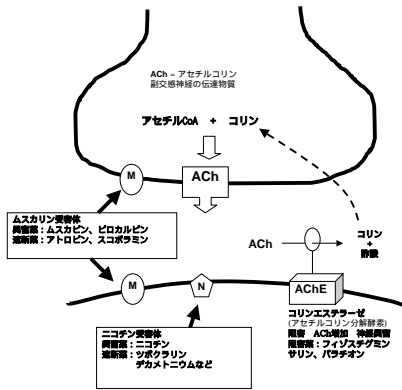 ACh – アセチルコリン
副交感神経の伝達物質
アセチルCoA + コリン
M
ACh
ムスカリン受容体
興奮薬：ムスカピン、ピロカルピン
遮断薬：アトロピン、スコポラミン
ACh
コリン
+
酢酸
M
N
AChE
コリンエステラーゼ
(アセチルコリン分解酵素)
阻害 ACh増加 神経興奮
阻害薬：フィゾスチグミン
サリン、パラチオン
ニコチン受容体
興奮薬：ニコチン
遮断薬：ツボクラリン
デカメトニウムなど